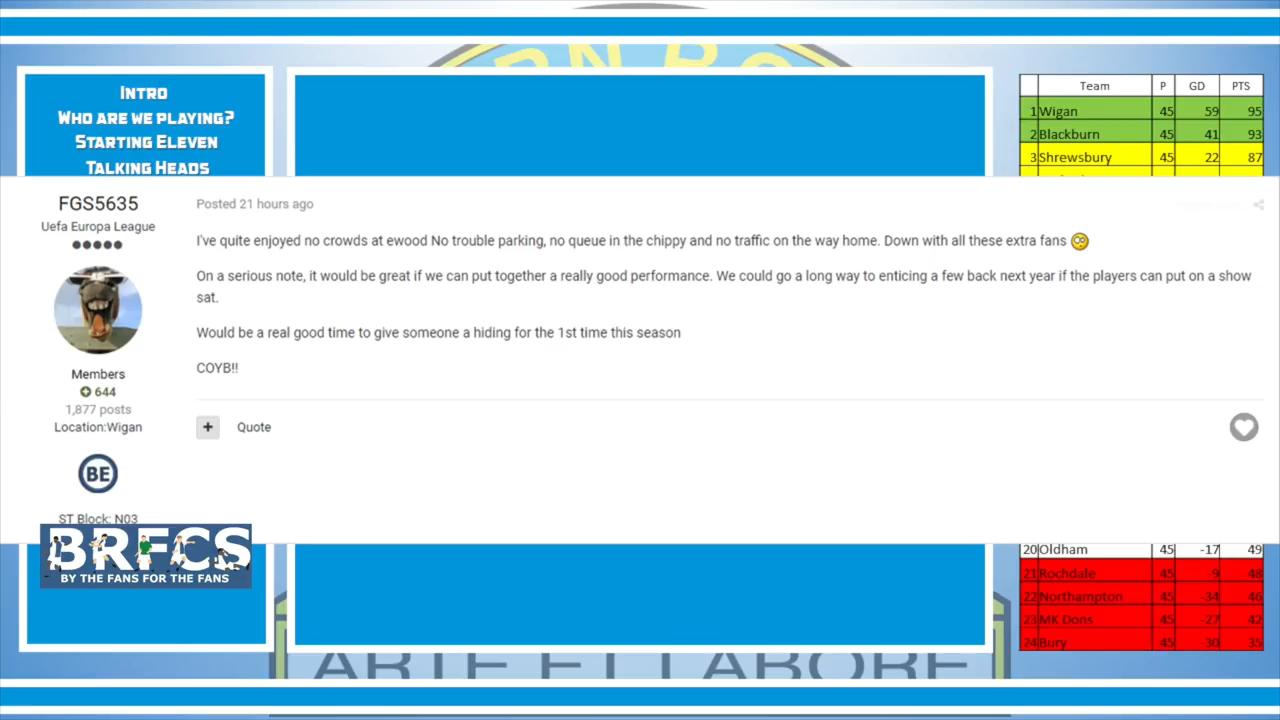 RN RO
INTRO
WHO ARE WE PLAYING?
STARTING ELEVEN
TALKING HEADS
Team P GD PTS
1 Wigan 45 59 95
2 Blackburn 45 41 93
3 Shrewsbury 45 22 87
FGS5635
Uefa Europa League
Members
644
1,877 posts
Location:Wigan
BE
ST Block: N03
Posted 21 hours ago
I've quite enjoyed no crowds at ewood No trouble parking, no queue in the chippy and no traffic on the way home. Down with all these extra fans
On a serious note, it would be great if we can put together a really good performance. We could go a long way to enticing a few back next year if the players can put on a show
sat.
Would be a real good time to give someone a hiding for the 1st time this season
COYB!!
+ Quote
BRFCS
BY THE FANS FOR THE FANS
20 Oldham 45 -17 49
21 Rochdale 45 -9 48
22 Northampton 45 -34 46
23 MK Dons 45 -27 42
24 Bury 45 -30 35
ARTE ET LABORE